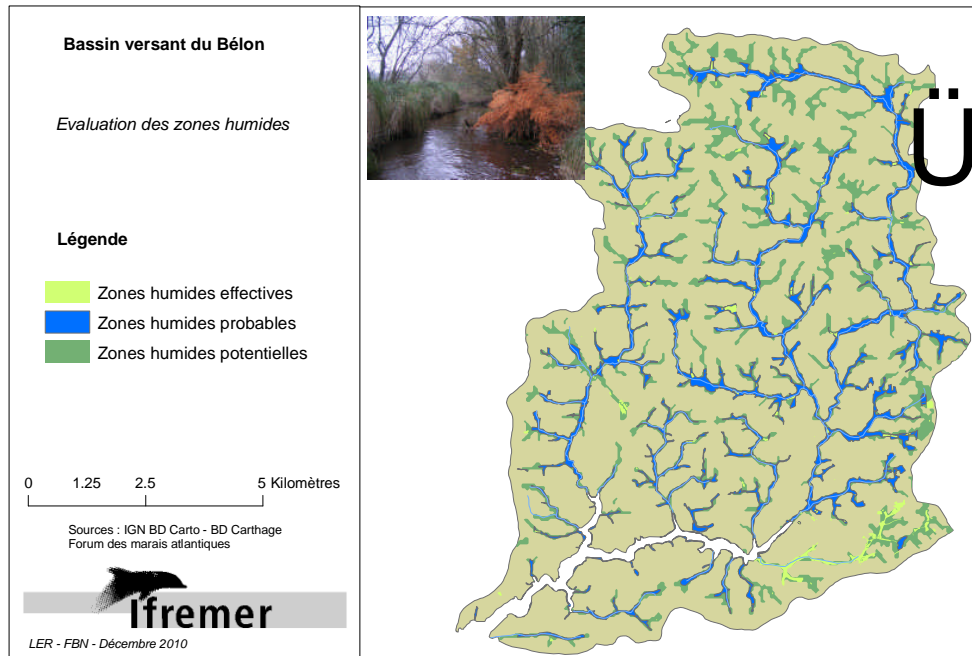 Bassin versant du Bélon
Evaluation des zones humides
Légende
Zones humides effectives
Zones humides probables
Zones humides potentielles
0 1.25 2.5 5 Kilomètres
Sources : IGN BD Carto - BD Carthage
Forum des marais atlantiques
Ifremer
LER - FBN - Décembre 2010
Ü